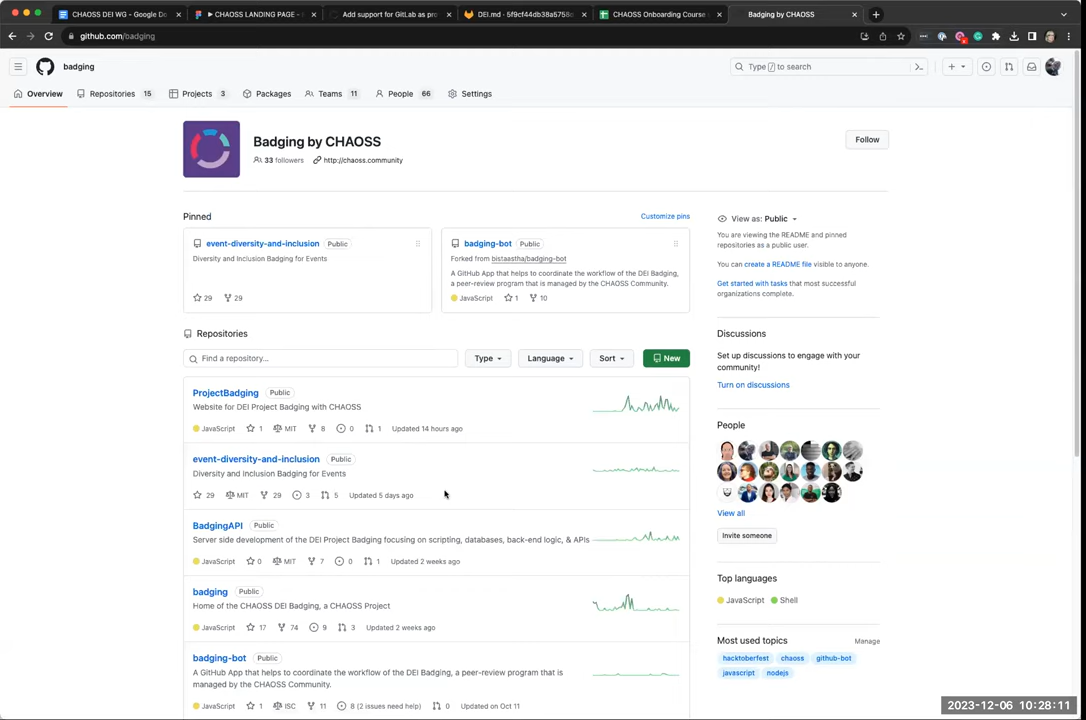 CHAOSS DEI WG - Google Do
CHAOSS LANDING PAGE -
Add support for GitLab as pro
DEI.md · 5f9cf44db38a5758
CHAOSS Onboarding Course
Badging by CHAOSS
github.com/badging
badging
Type / to search
Overview
Repositories 15
Projects 3
Packages
Teams 11
People 66
Settings
Badging by CHAOSS
33 followers http://chaoss.community
Follow
Pinned
Customize pins
event-diversity-and-inclusion Public
Diversity and Inclusion Badging for Events
29 29
badging-bot Public
Forked from bistaastha/badging-bot
A GitHub App that helps to coordinate the workflow of the DEI Badging,
a peer-review program that is managed by the CHAOSS Community.
JavaScript 1 10
View as: Public
You are viewing the README and pinned
repositories as a public user.
You can create a README file visible to anyone.
Get started with tasks that most successful
organizations complete.
Repositories
Find a repository...
Type
Language
Sort
New
ProjectBadging Public
Website for DEI Project Badging with CHAOSS
JavaScript 1 MIT 8 0 1 Updated 14 hours ago
event-diversity-and-inclusion Public
Diversity and Inclusion Badging for Events
29 MIT 29 3 5 Updated 5 days ago
BadgingAPI Public
Server side development of the DEI Project Badging focusing on scripting, databases, back-end logic, & APIs
JavaScript 0 MIT 7 0 1 Updated 2 weeks ago
badging Public
Home of the CHAOSS DEI Badging, a CHAOSS Project
JavaScript 17 74 9 3 Updated 2 weeks ago
badging-bot Public
A GitHub App that helps to coordinate the workflow of the DEI Badging, a peer-review program that is
managed by the CHAOSS Community.
JavaScript 1 ISC 11 8 (2 issues need help) 0 Updated on Oct 11
Discussions
Set up discussions to engage with your
community!
Turn on discussions
People
View all
Invite someone
Top languages
JavaScript Shell
Most used topics
Manage
hacktoberfest chaoss github-bot
javascript nodejs
2023-12-06 10:28:11